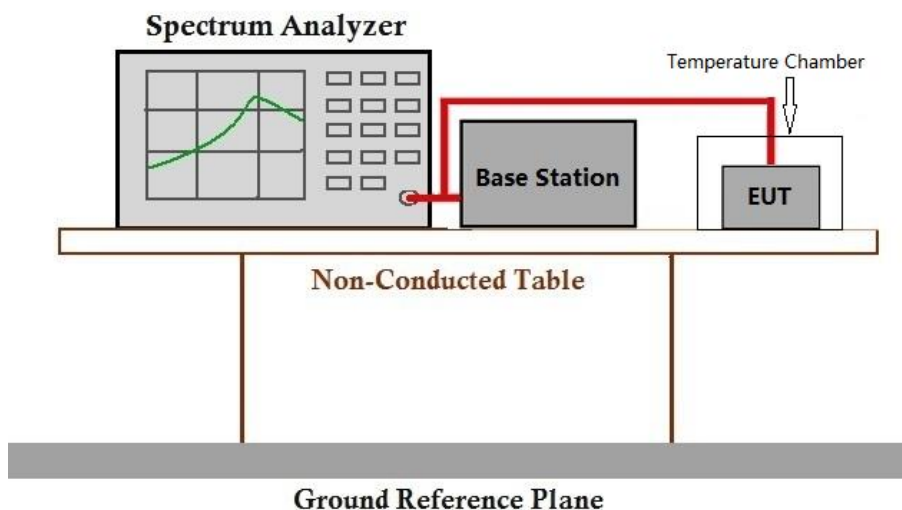 Spectrum Analyzer
Temperature Chamber
Base Station
EUT
Non-Conducted Table
Ground Reference Plane